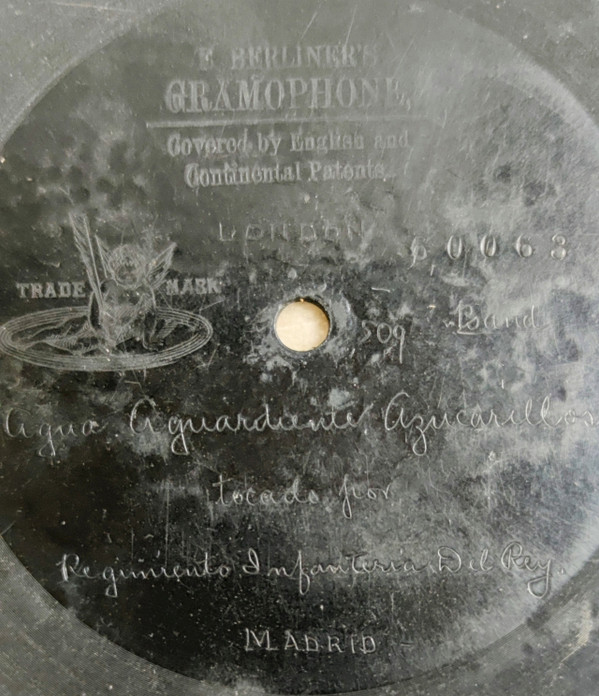 E. BERLINER'S
GRAMOPHONE,
Covered by English and
Continental Patents.
LONDON
60068
TRADE MARK
509 Band
Agua, Aguardiente, Azucarillos
tocado por
Regimiento Infanteria Del Rey.
MADRID